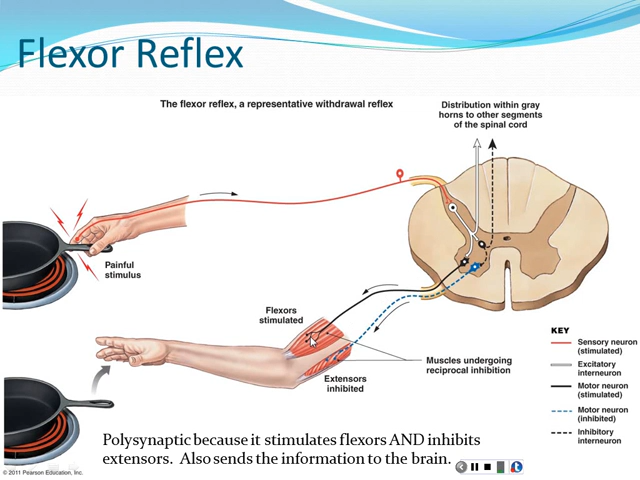 Flexor Reflex
The flexor reflex, a representative withdrawal reflex
Distribution within gray
horns to other segments
of the spinal cord
Painful
stimulus
Flexors
stimulated
Extensors
inhibited
Muscles undergoing
reciprocal inhibition
KEY
Sensory neuron
(stimulated)
Excitatory
interneuron
Motor neuron
(stimulated)
Motor neuron
(inhibited)
Inhibitory
interneuron
Polysynaptic because it stimulates flexors AND inhibits
extensors.  Also sends the information to the brain.
© 2011 Pearson Education, Inc.